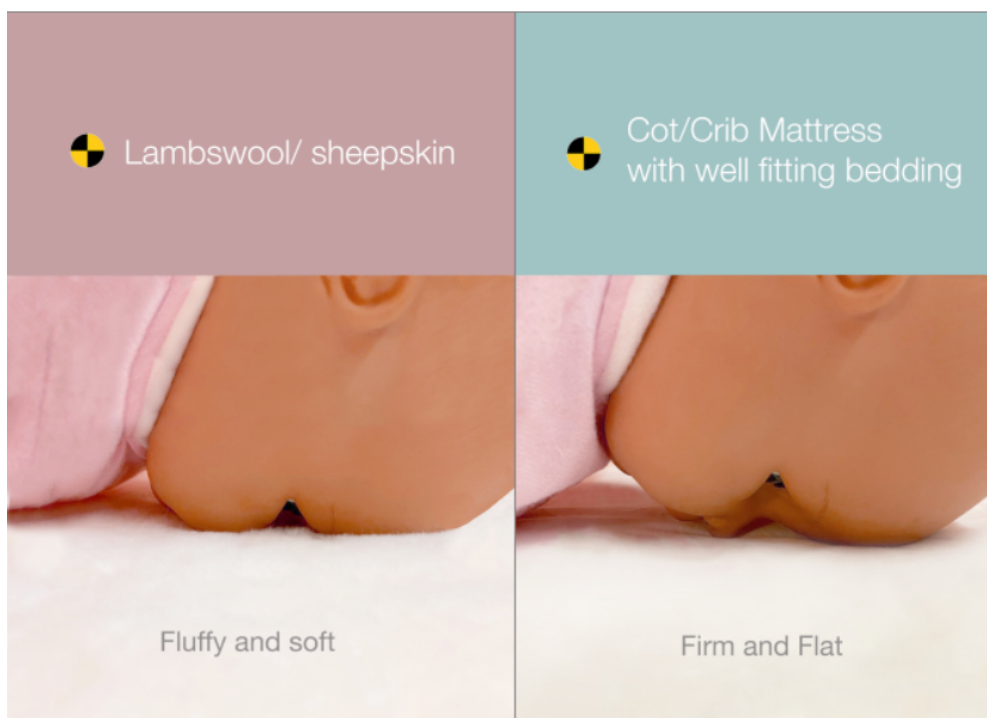 Lambswool/ sheepskin
Cot/Crib Mattress
with well fitting bedding
Fluffy and soft
Firm and Flat